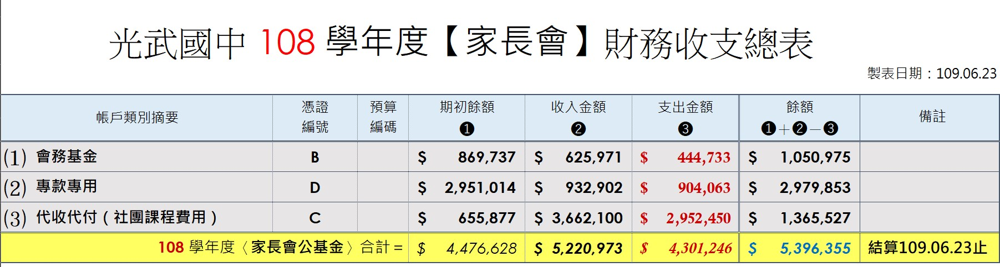 光武國中 108 學年度【家長會】財務收支總表
製表日期：109.06.23
帳戶類別摘要 憑證編號 預算編碼 期初餘額 ❶ 收入金額 ❷ 支出金額 ❸ 餘額 ❶＋❷－❸ 備註
(1) 會務基金 B $ 869,737 $ 625,971 $ 444,733 $ 1,050,975
(2) 專款專用 D $ 2,951,014 $ 932,902 $ 904,063 $ 2,979,853
(3) 代收代付（社團課程費用） C $ 655,877 $ 3,662,100 $ 2,952,450 $ 1,365,527
108 學年度〈家長會公基金〉合計＝ $ 4,476,628 $ 5,220,973 $ 4,301,246 $ 5,396,355 結算109.06.23止